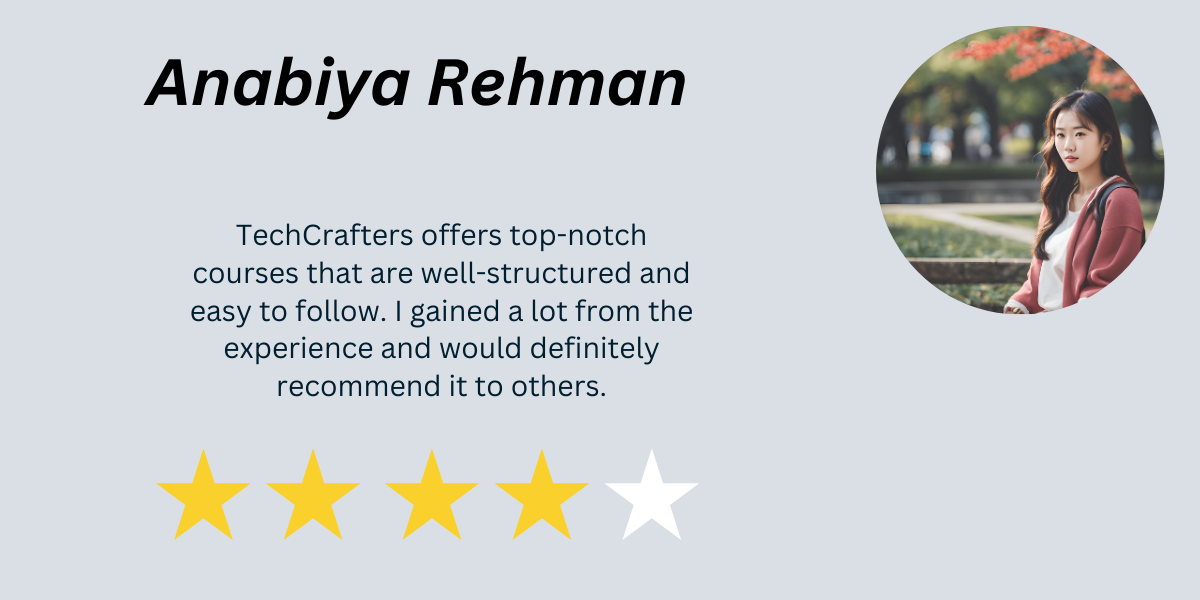 Anabiya Rehman
TechCrafters offers top-notch
courses that are well-structured and
easy to follow. I gained a lot from the
experience and would definitely
recommend it to others.